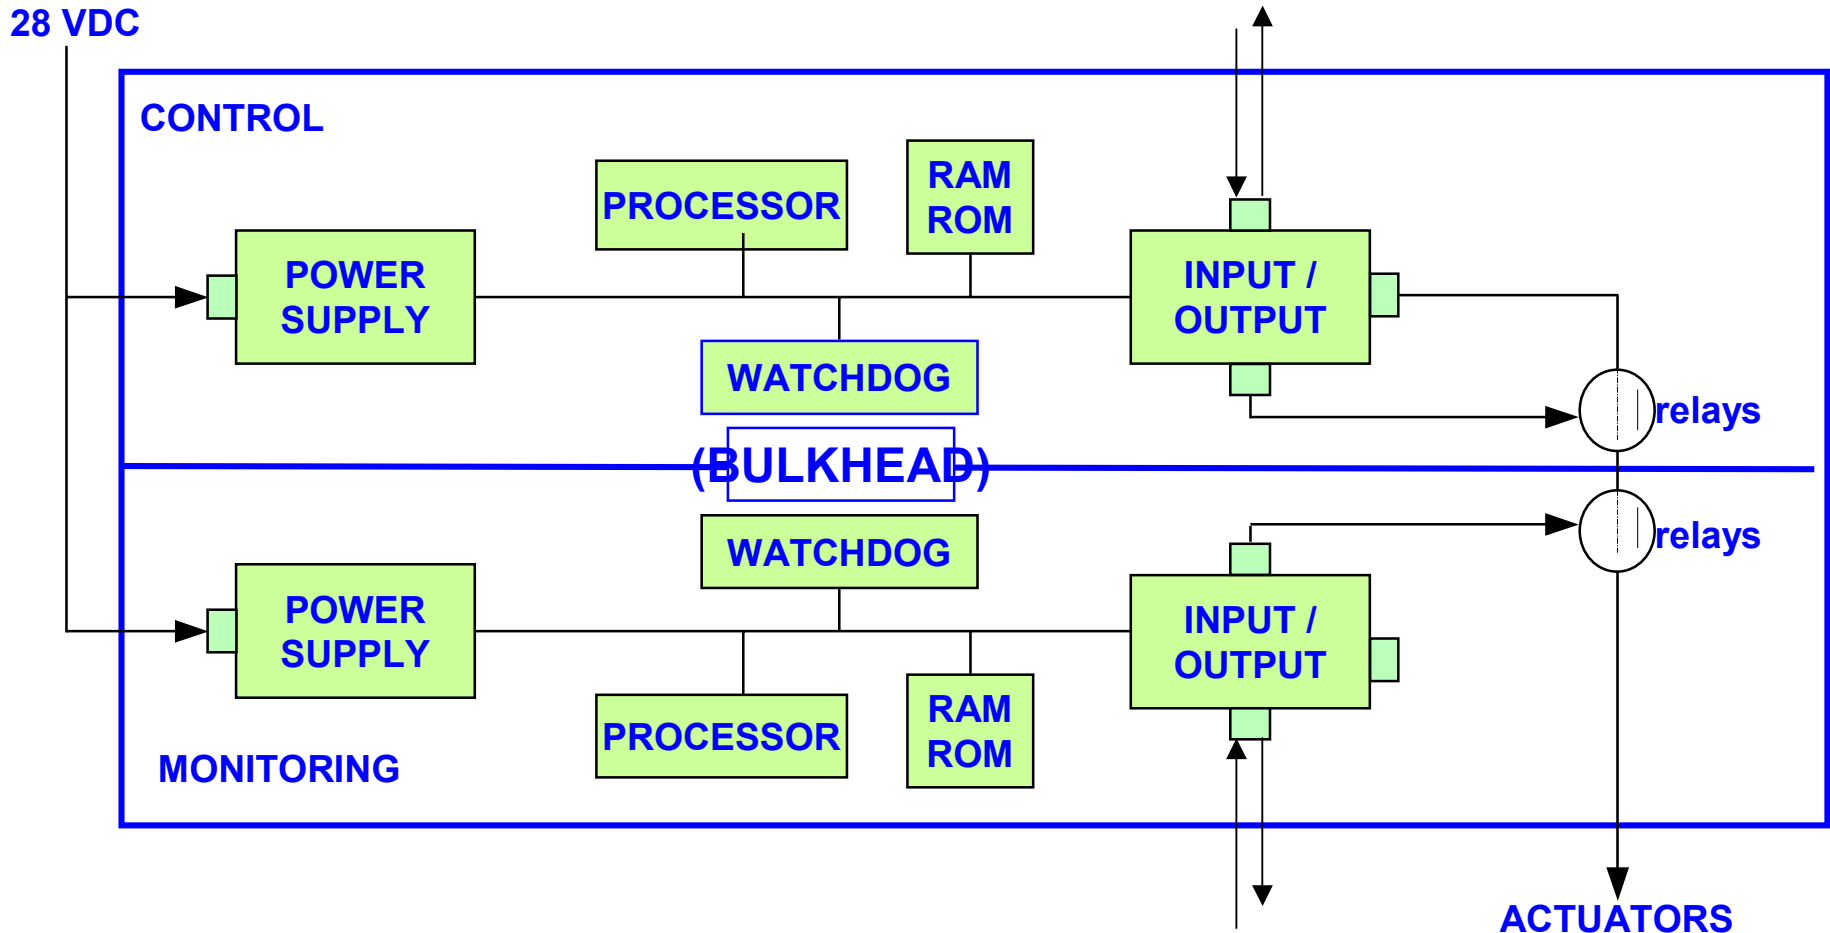 28 VDC
CONTROL
PROCESSOR
RAM
ROM
POWER
SUPPLY
INPUT /
OUTPUT
WATCHDOG
relays
(BULKHEAD)
WATCHDOG
relays
POWER
SUPPLY
INPUT /
OUTPUT
PROCESSOR
RAM
ROM
MONITORING
ACTUATORS